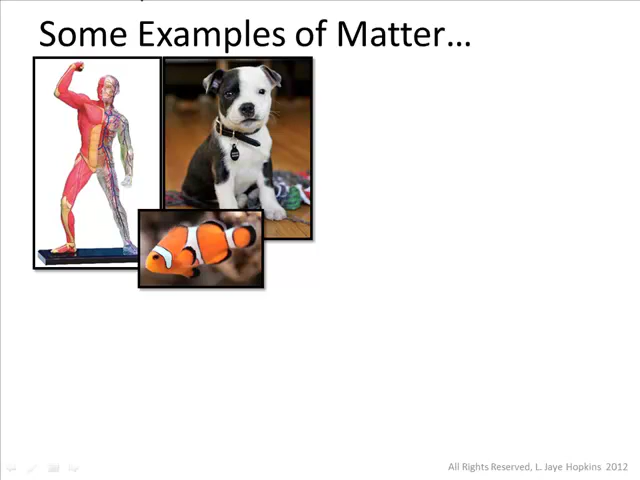 Some Examples of Matter…
All Rights Reserved, L. Jaye Hopkins 2012